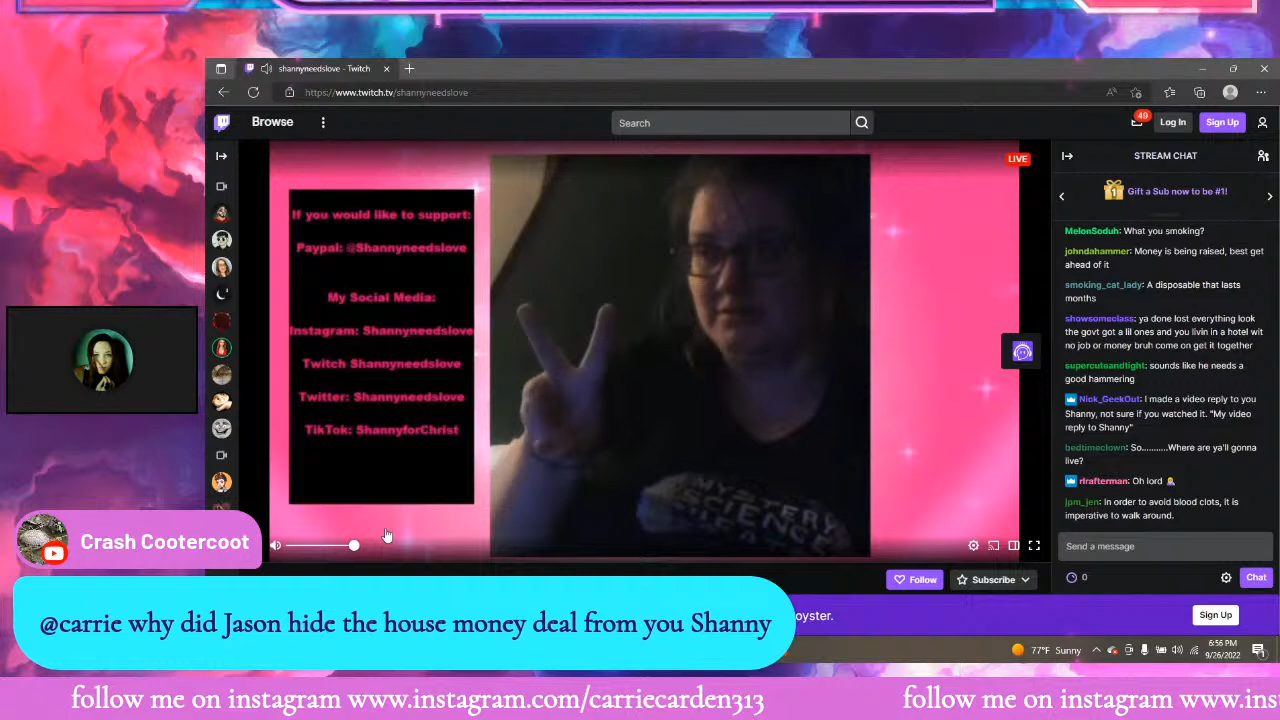 shannyneedslove - Twitch
https://www.twitch.tv/shannyneedslove
Browse
Search
49
Log In
Sign Up
LIVE
If you would like to support:
Paypal: @Shannyneedslove
My Social Media:
Instagram: Shannyneedslove
Twitch Shannyneedslove
Twitter: Shannyneedslove
TikTok: ShannyforChrist
MYSTERY
SCIENCE
STREAM CHAT
1
Gift a Sub now to be #1!
MelonSoduh: What you smoking?
johndahammer: Money is being raised, best get
ahead of it
smoking_cat_lady: A disposable that lasts
months
showsomeclass: ya done lost everything look
the govt got a lil ones and you livin in a hotel wit
no job or money bruh come on get it together
supercuteandtight: sounds like he needs a
good hammering
Nick_GeekOut: I made a video reply to you
Shanny, not sure if you watched it. "My video
reply to Shanny"
bedtimeclown: So...........Where are ya'll gonna
live?
rlrafterman: Oh lord
jpm_jen: In order to avoid blood clots, it is
imperative to walk around.
Send a message
0
Chat
Follow
Subscribe
oyster.
Sign Up
77°F Sunny
6:56 PM
9/26/2022
Crash Cootercoot
@carrie why did Jason hide the house money deal from you Shanny
follow me on instagram www.instagram.com/carriecarden313
follow me on instagram www.ins